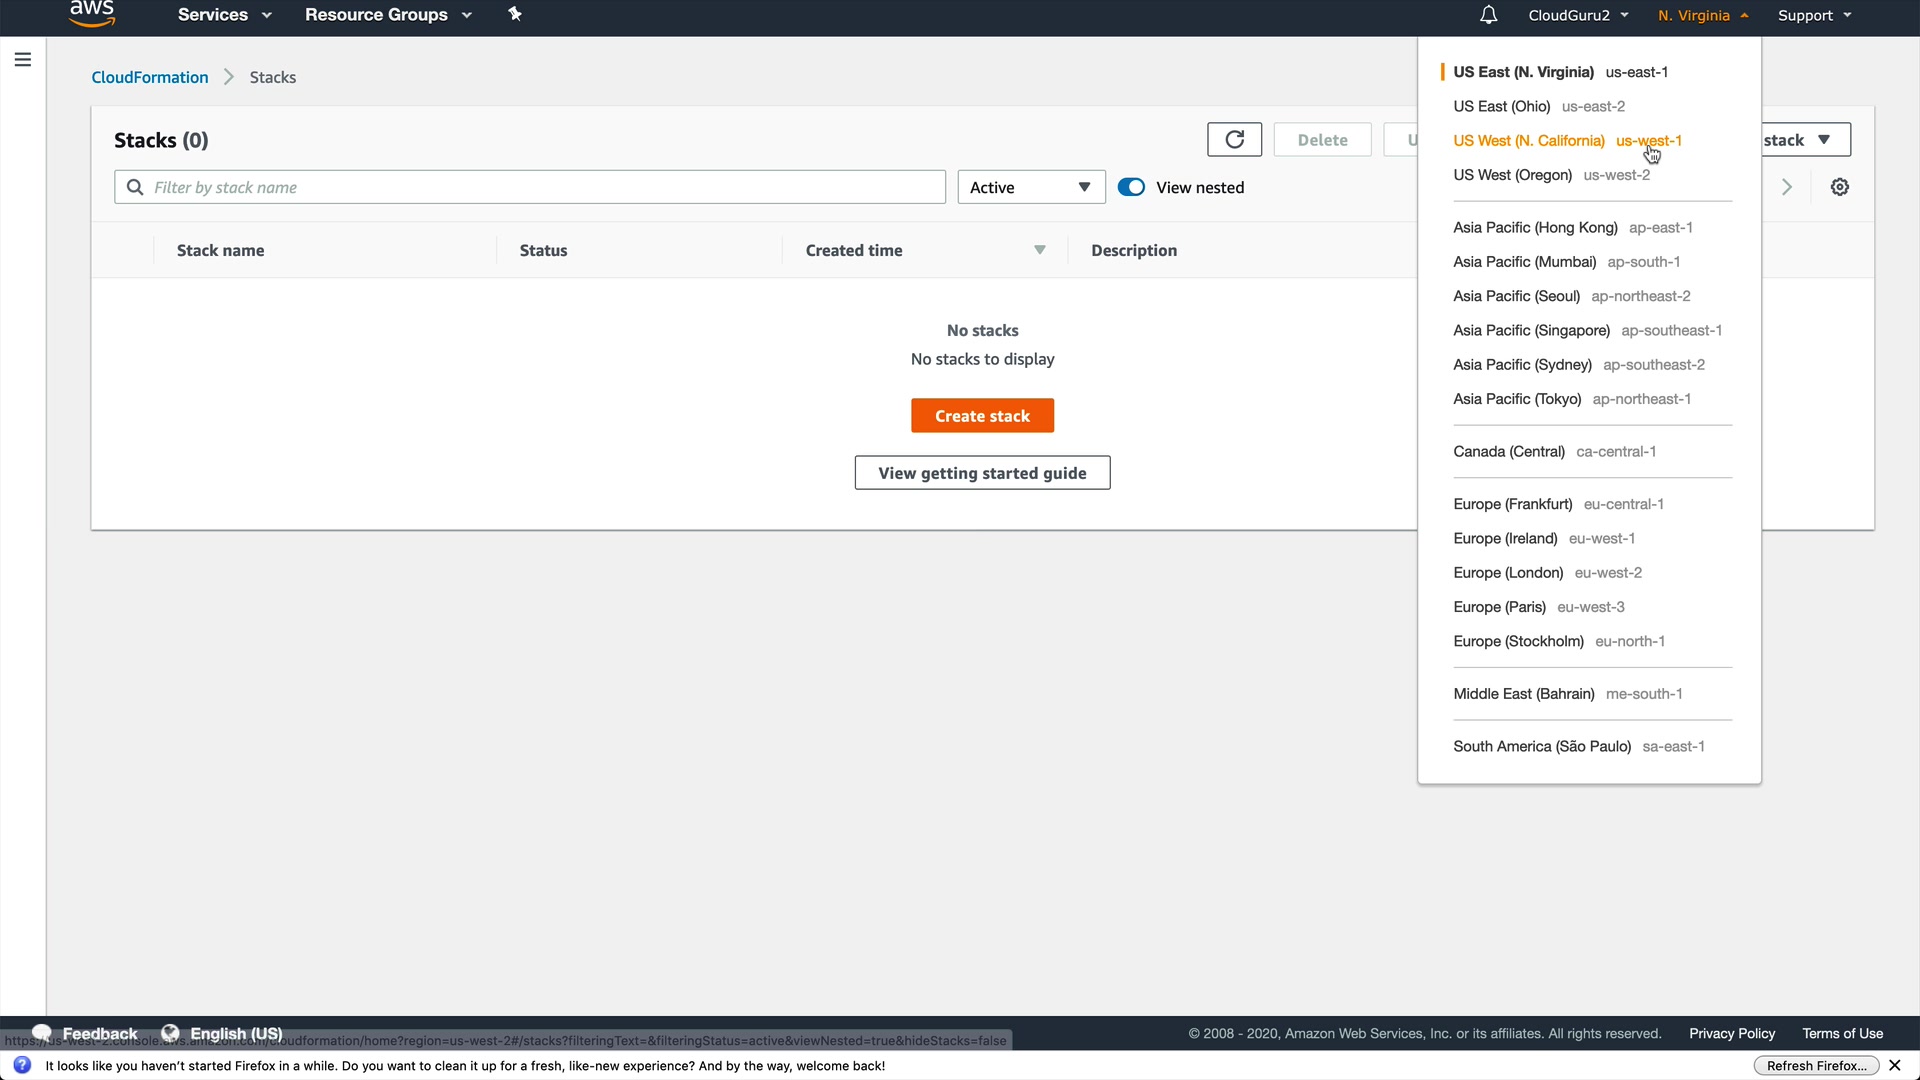 aws Services Resource Groups CloudGuru2 N. Virginia Support
CloudFormation Stacks
Stacks (0)
Delete
U
stack
Filter by stack name
Active
View nested
Stack name Status Created time Description
No stacks
No stacks to display
Create stack
View getting started guide
US East (N. Virginia) us-east-1
US East (Ohio) us-east-2
US West (N. California) us-west-1
US West (Oregon) us-west-2
Asia Pacific (Hong Kong) ap-east-1
Asia Pacific (Mumbai) ap-south-1
Asia Pacific (Seoul) ap-northeast-2
Asia Pacific (Singapore) ap-southeast-1
Asia Pacific (Sydney) ap-southeast-2
Asia Pacific (Tokyo) ap-northeast-1
Canada (Central) ca-central-1
Europe (Frankfurt) eu-central-1
Europe (Ireland) eu-west-1
Europe (London) eu-west-2
Europe (Paris) eu-west-3
Europe (Stockholm) eu-north-1
Middle East (Bahrain) me-south-1
South America (São Paulo) sa-east-1
Feedback English (US) © 2008 - 2020, Amazon Web Services, Inc. or its affiliates. All rights reserved. Privacy Policy Terms of Use
https://us-west-2.console.aws.amazon.com/cloudformation/home?region=us-west-2#/stacks?filteringText=&filteringStatus=active&viewNested=true&hideStacks=false
It looks like you haven't started Firefox in a while. Do you want to clean it up for a fresh, like-new experience? And by the way, welcome back! Refresh Firefox...